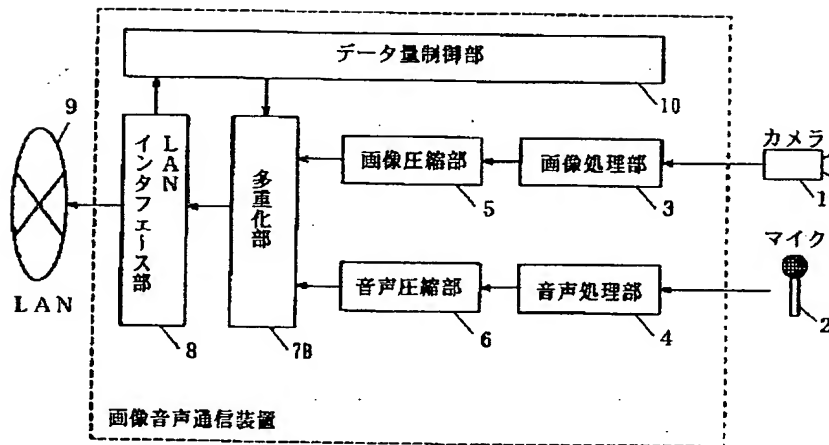 データ量制御部
10
9
LAN
インタフェース部
多重化部
画像圧縮部
画像処理部
カメラ
5
3
1
マイク
LAN
音声圧縮部
音声処理部
8
7B
6
4
2
画像音声通信装置